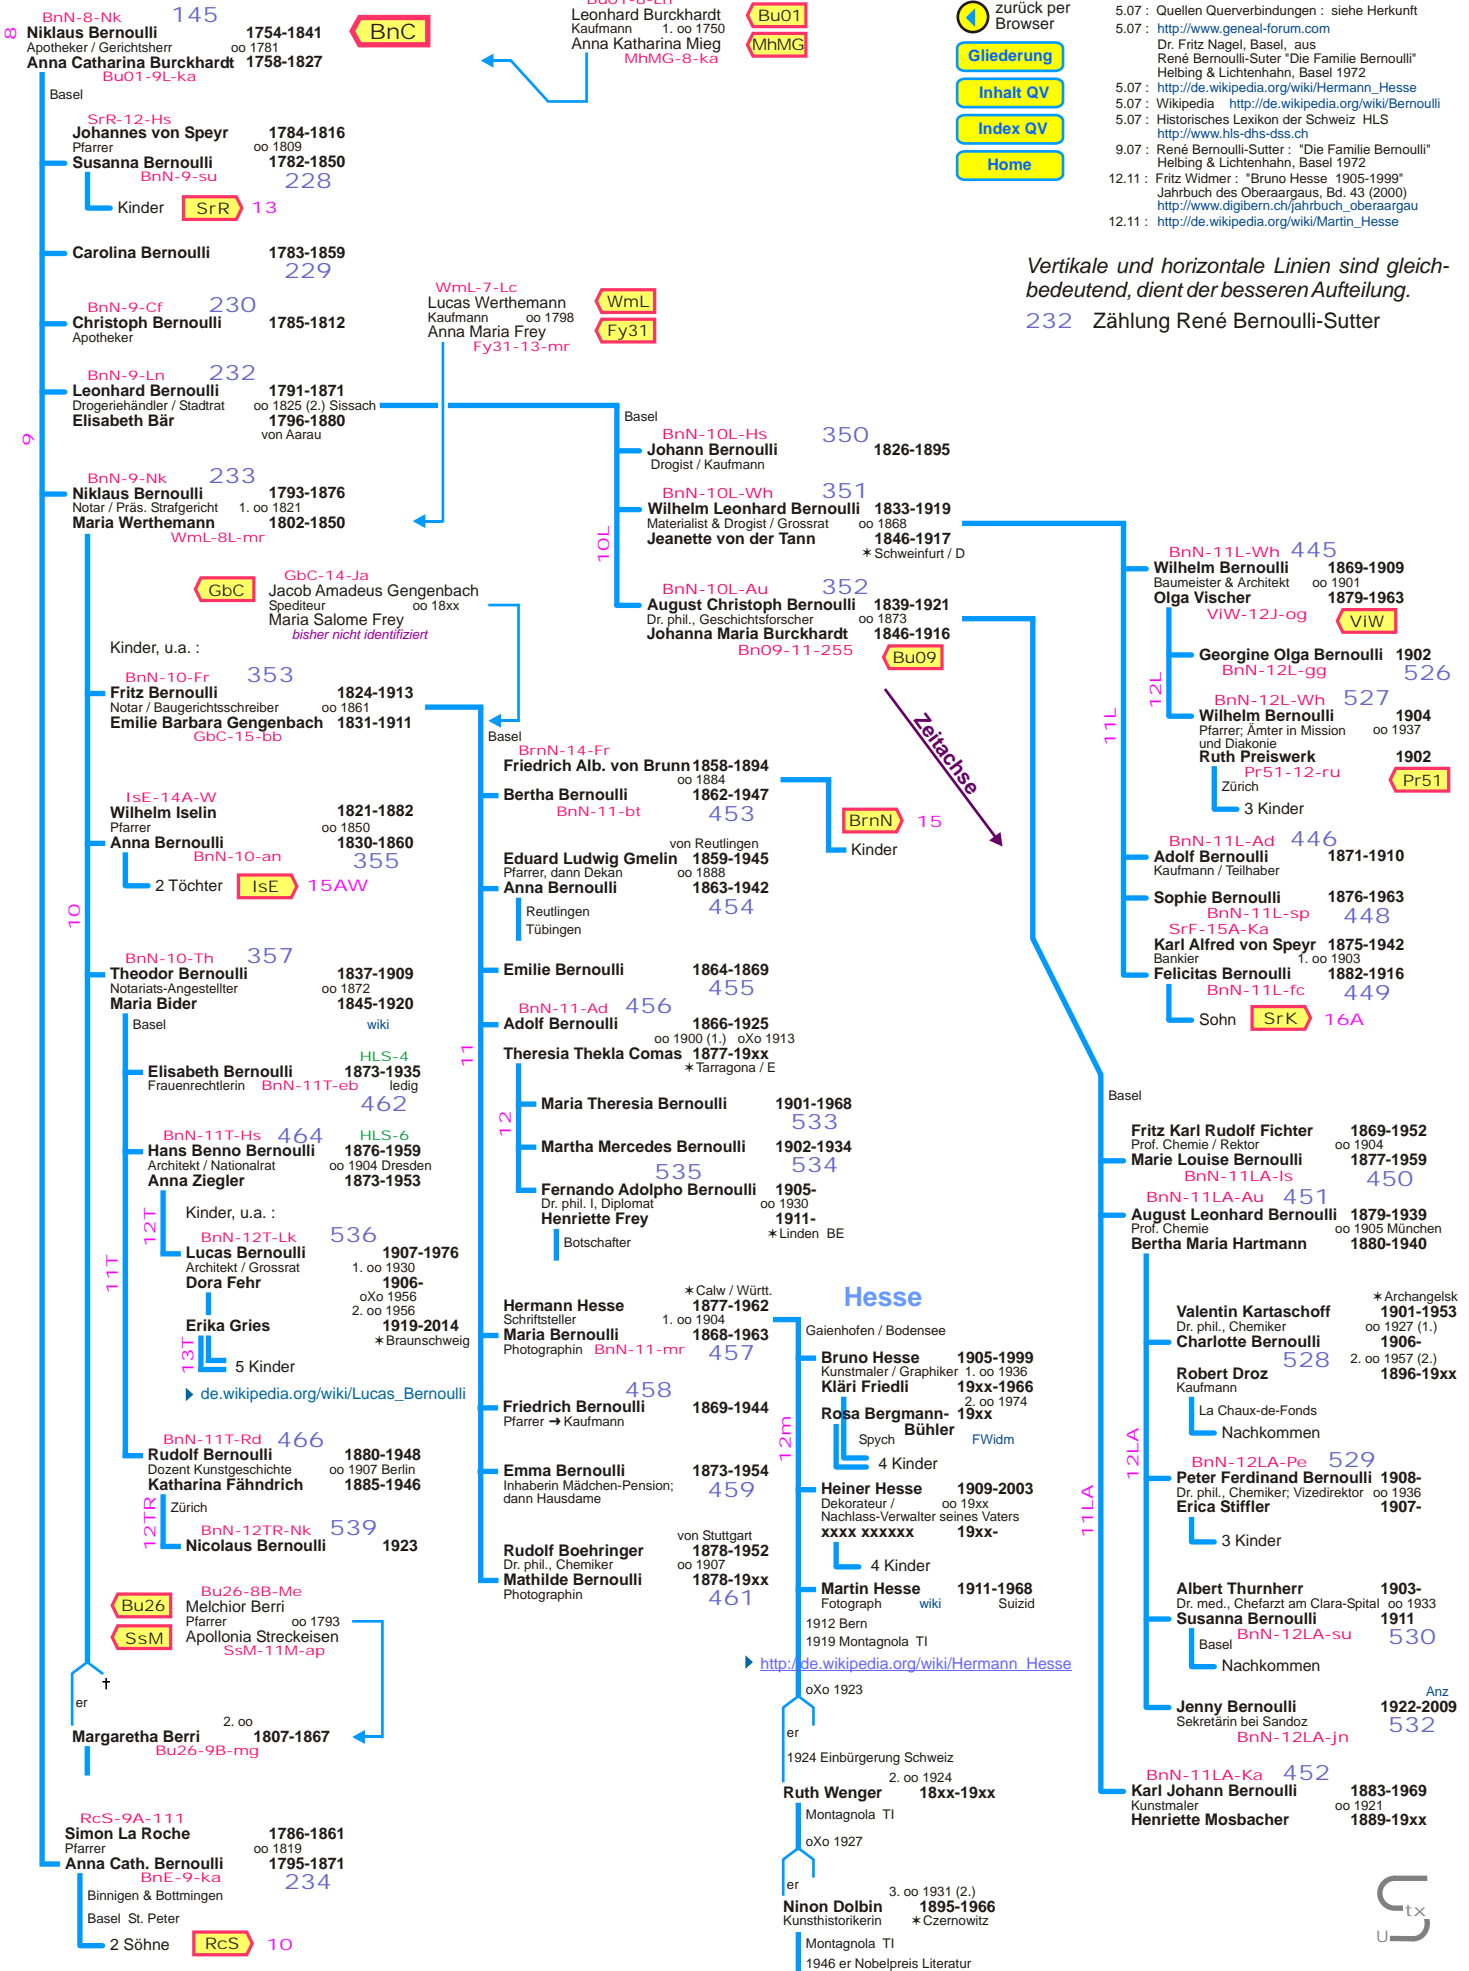 8
BnN-8-Nk 145
Niklaus Bernoulli 1754-1841
Apotheker / Gerichtsherr oo 1781
Anna Catharina Burckhardt 1758-1827
Bu01-9L-ka
BnC
Basel
Leonhard Burckhardt
Kaufmann 1. oo 1750
Anna Katharina Mieg
MhMG-8-ka
Bu01
MhMG
zurück per
Browser
Gliederung
Inhalt QV
Index QV
Home
5.07 : Quellen Querverbindungen : siehe Herkunft
5.07 : http://www.geneal-forum.com
Dr. Fritz Nagel, Basel, aus
René Bernoulli-Suter "Die Familie Bernoulli"
Helbing & Lichtenhahn, Basel 1972
5.07 : http://de.wikipedia.org/wiki/Hermann_Hesse
5.07 : Wikipedia http://de.wikipedia.org/wiki/Bernoulli
5.07 : Historisches Lexikon der Schweiz HLS
http://www.hls-dhs-dss.ch
9.07 : René Bernoulli-Sutter : "Die Familie Bernoulli"
Helbing & Lichtenhahn, Basel 1972
12.11 : Fritz Widmer : "Bruno Hesse 1905-1999"
Jahrbuch des Oberaargaus, Bd. 43 (2000)
http://www.digibern.ch/jahrbuch_oberaargau
12.11 : http://de.wikipedia.org/wiki/Martin_Hesse
Vertikale und horizontale Linien sind gleich-
bedeutend, dient der besseren Aufteilung.
232 Zählung René Bernoulli-Sutter
9
SrR-12-Hs
Johannes von Speyr 1784-1816
Pfarrer oo 1809
Susanna Bernoulli 1782-1850
BnN-9-su 228
Kinder SrR 13
Carolina Bernoulli 1783-1859
229
BnN-9-Cf 230
Christoph Bernoulli 1785-1812
Apotheker
BnN-9-Ln 232
Leonhard Bernoulli 1791-1871
Drogeriehändler / Stadtrat oo 1825 (2.) Sissach
Elisabeth Bär 1796-1880
von Aarau
BnN-9-Nk 233
Niklaus Bernoulli 1793-1876
Notar / Präs. Strafgericht 1. oo 1821
Maria Werthemann 1802-1850
WmL-8L-mr
WmL-7-Lc
Lucas Werthemann
Kaufmann oo 1798
Anna Maria Frey
Fy31-13-mr
WmL
Fy31
GbC
GbC-14-Ja
Jacob Amadeus Gengenbach
Spediteur oo 18xx
Maria Salome Frey
bisher nicht identifiziert
10
Kinder, u.a. :
BnN-10-Fr 353
Fritz Bernoulli 1824-1913
Notar / Baugerichtsschreiber oo 1861
Emilie Barbara Gengenbach 1831-1911
GbC-15-bb
IsE-14A-W
Wilhelm Iselin 1821-1882
Pfarrer oo 1850
Anna Bernoulli 1830-1860
BnN-10-an 355
2 Töchter IsE 15AW
BnN-10-Th 357
Theodor Bernoulli 1837-1909
Notariats-Angestellter oo 1872
Maria Bider 1845-1920
Basel wiki
11T
HLS-4
Elisabeth Bernoulli 1873-1935
Frauenrechtlerin BnN-11T-eb ledig
462
BnN-11T-Hs 464 HLS-6
Hans Benno Bernoulli 1876-1959
Architekt / Nationalrat oo 1904 Dresden
Anna Ziegler 1873-1953
12T
Kinder, u.a. :
BnN-12T-Lk 536
Lucas Bernoulli 1907-1976
Architekt / Grossrat 1. oo 1930
Dora Fehr 1906-
oXo 1956
2. oo 1956
Erika Gries 1919-2014
✶Braunschweig
13T
5 Kinder
de.wikipedia.org/wiki/Lucas_Bernoulli
BnN-11T-Rd 466
Rudolf Bernoulli 1880-1948
Dozent Kunstgeschichte oo 1907 Berlin
Katharina Fähndrich 1885-1946
12TR
Zürich
BnN-12TR-Nk 539
Nicolaus Bernoulli 1923
Bu26
SsM
Bu26-8B-Me
Melchior Berri
Pfarrer oo 1793
Apollonia Streckeisen
SsM-11M-ap
†
er
2. oo
Margaretha Berri 1807-1867
Bu26-9B-mg
RcS-9A-111
Simon La Roche 1786-1861
Pfarrer oo 1819
Anna Cath. Bernoulli 1795-1871
BnE-9-ka 234
Binnigen & Bottmingen
Basel St. Peter
2 Söhne RcS 10
11
Basel
BrnN-14-Fr
Friedrich Alb. von Brunn 1858-1894
oo 1884
Bertha Bernoulli 1862-1947
BnN-11-bt 453
BrnN 15
Kinder
von Reutlingen
Eduard Ludwig Gmelin 1859-1945
Pfarrer, dann Dekan oo 1888
Anna Bernoulli 1863-1942
454
Reutlingen
Tübingen
Emilie Bernoulli 1864-1869
455
BnN-11-Ad 456
Adolf Bernoulli 1866-1925
oo 1900 (1.) oXo 1913
Theresia Thekla Comas 1877-19xx
✶Tarragona / E
12
Maria Theresia Bernoulli 1901-1968
533
Martha Mercedes Bernoulli 1902-1934
535 534
Fernando Adolpho Bernoulli 1905-
Dr. phil. I, Diplomat oo 1930
Henriette Frey 1911-
✶Linden BE
Botschafter
✶Calw / Württ.
Hermann Hesse 1877-1962
Schriftsteller 1. oo 1904
Maria Bernoulli 1868-1963
Photographin BnN-11-mr 457
458
Friedrich Bernoulli 1869-1944
Pfarrer ➔ Kaufmann
Emma Bernoulli 1873-1954
Inhaberin Mädchen-Pension;
dann Hausdame 459
von Stuttgart
Rudolf Boehringer 1878-1952
Dr. phil., Chemiker oo 1907
Mathilde Bernoulli 1878-19xx
Photographin 461
Hesse
Gaienhofen / Bodensee
12m
Bruno Hesse 1905-1999
Kunstmaler / Graphiker 1. oo 1936
Kläri Friedli 19xx-1966
2. oo 1974
Rosa Bergmann- 19xx
Bühler
Spych FWidm
4 Kinder
Heiner Hesse 1909-2003
Dekorateur / oo 19xx
Nachlass-Verwalter seines Vaters
xxxx xxxxxx 19xx-
4 Kinder
Martin Hesse 1911-1968
Fotograph wiki Suizid
1912 Bern
1919 Montagnola TI
http://de.wikipedia.org/wiki/Hermann_Hesse
oXo 1923
er
1924 Einbürgerung Schweiz
2. oo 1924
Ruth Wenger 18xx-19xx
Montagnola TI
oXo 1927
er
3. oo 1931 (2.)
Ninon Dolbin 1895-1966
Kunsthistorikerin ✶Czernowitz
Montagnola TI
1946 er Nobelpreis Literatur
10L
Basel
BnN-10L-Hs 350
Johann Bernoulli 1826-1895
Drogist / Kaufmann
BnN-10L-Wh 351
Wilhelm Leonhard Bernoulli 1833-1919
Materialist & Drogist / Grossrat oo 1868
Jeanette von der Tann 1846-1917
✶Schweinfurt / D
BnN-10L-Au 352
August Christoph Bernoulli 1839-1921
Dr. phil., Geschichtsforscher oo 1873
Johanna Maria Burckhardt 1846-1916
Bn09-11-255 Bu09
Zeitachse
11L
BnN-11L-Wh 445
Wilhelm Bernoulli 1869-1909
Baumeister & Architekt oo 1901
Olga Vischer 1879-1963
ViW-12J-og ViW
12L
Georgine Olga Bernoulli 1902
BnN-12L-gg 526
BnN-12L-Wh 527
Wilhelm Bernoulli 1904
Pfarrer; Ämter in Mission oo 1937
und Diakonie
Ruth Preiswerk 1902
Pr51-12-ru Pr51
Zürich
3 Kinder
BnN-11L-Ad 446
Adolf Bernoulli 1871-1910
Kaufmann / Teilhaber
Sophie Bernoulli 1876-1963
BnN-11L-sp 448
SrF-15A-Ka
Karl Alfred von Speyr 1875-1942
Bankier 1. oo 1903
Felicitas Bernoulli 1882-1916
BnN-11L-fc 449
Sohn SrK 16A
11LA
Basel
Fritz Karl Rudolf Fichter 1869-1952
Prof. Chemie / Rektor oo 1904
Marie Louise Bernoulli 1877-1959
BnN-11LA-ls 450
BnN-11LA-Au 451
August Leonhard Bernoulli 1879-1939
Prof. Chemie oo 1905 München
Bertha Maria Hartmann 1880-1940
12LA
✶Archangelsk
Valentin Kartaschoff 1901-1953
Dr. phil., Chemiker oo 1927 (1.)
Charlotte Bernoulli 1906-
528 2. oo 1957 (2.)
Robert Droz 1896-19xx
Kaufmann
La Chaux-de-Fonds
Nachkommen
BnN-12LA-Pe 529
Peter Ferdinand Bernoulli 1908-
Dr. phil., Chemiker; Vizedirektor oo 1936
Erica Stiffler 1907-
3 Kinder
Albert Thurnherr 1903-
Dr. med., Chefarzt am Clara-Spital oo 1933
Susanna Bernoulli 1911
Basel BnN-12LA-su 530
Nachkommen
Anz
Jenny Bernoulli 1922-2009
Sekretärin bei Sandoz 532
BnN-12LA-jn
BnN-11LA-Ka 452
Karl Johann Bernoulli 1883-1969
Kunstmaler oo 1921
Henriette Mosbacher 1889-19xx
tx
U